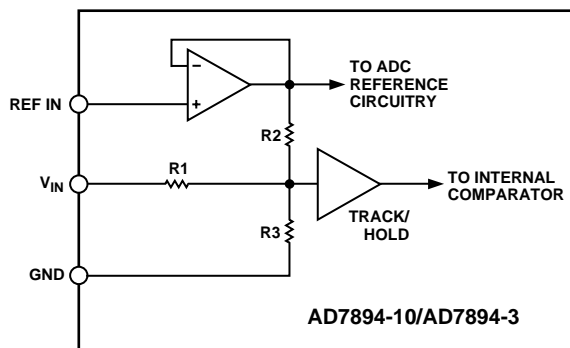 TO ADC
REFERENCE
CIRCUITRY
−
+
REF IN
R2
R1
VIN
TO INTERNAL
COMPARATOR
TRACK/
HOLD
R3
GND
AD7894-10/AD7894-3